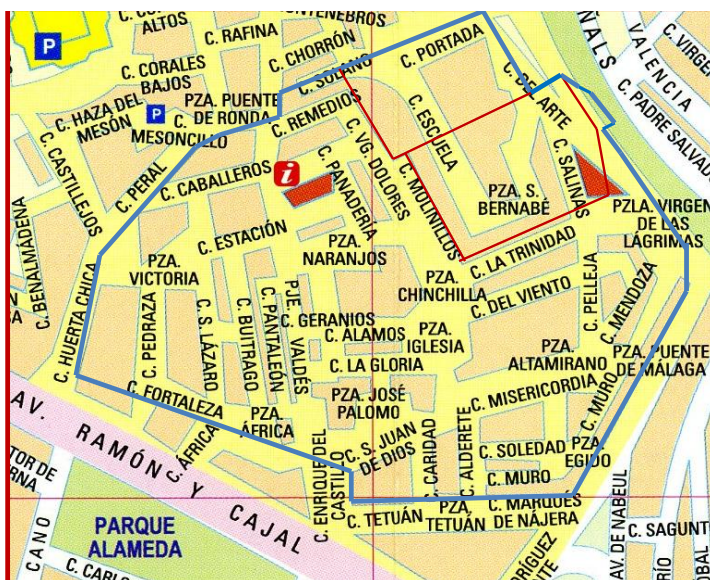 C. CORALES
ALTOS
C. RAFINA
C. CHORRÓN
C. SOLANO
C. PORTADA
C. CORALES
BAJOS
P
P
C. HAZA DEL
MESÓN
C.
MESONCILLO
PZA. PUENTE
DE RONDA
C. REMEDIOS
C. VG. DOLORES
C. ESCUELA
C. DEL ARTE
C. SALINAS
VALENCIA
C. VIRGEN
C. PADRE SALVADOR
C. CASTILLEJOS
C. PERAL
C. CABALLEROS
i
C. PANADERÍA
C. MOLINILLOS
PZA. S.
BERNABÉ
PZLA. VIRGEN
DE LAS
LÁGRIMAS
C. BENALMADENA
C. ESTACIÓN
PZA.
NARANJOS
PZA.
VICTORIA
C. LA TRINIDAD
PZA.
CHINCHILLA
C. DEL VIENTO
C. PELLEJA
C. MENDOZA
C. HUERTA CHICA
C. PEDRAZA
C. S. LÁZARO
C. BUITRAGO
C. PANTALEÓN
PJE. VALDÉS
C. GERANIOS
C. ÁLAMOS
PZA.
IGLESIA
C. LA GLORIA
PZA.
ALTAMIRANO
PZA. PUENTE
DE MÁLAGA
C. FORTALEZA
PZA.
ÁFRICA
C. ÁFRICA
PZA. JOSÉ
PALOMO
C. MISERICORDIA
C. MURO
AV. RAMÓN Y CAJAL
C. ENRIQUE DEL
CASTILLO
C. S. JUAN
DE DIOS
C. CARIDAD
C. ALDERETE
C. SOLEDAD
PZA.
EGIDO
C. MURO
C. TETUÁN
PZA.
TETUÁN
C. MARQUÉS
DE NÁJERA
AV. DE NABEUL
C. SAGUNTO
PARQUE
ALAMEDA
CANO